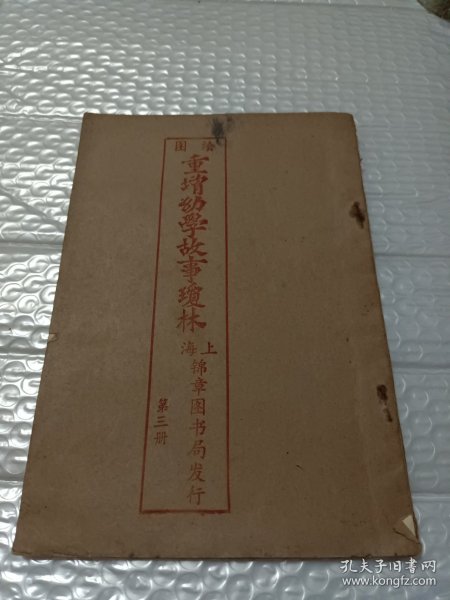 绘图
重增幼学故事瓊林
上海
锦章图书局发行
第三册
孔夫子旧书网
www.kongfz.com